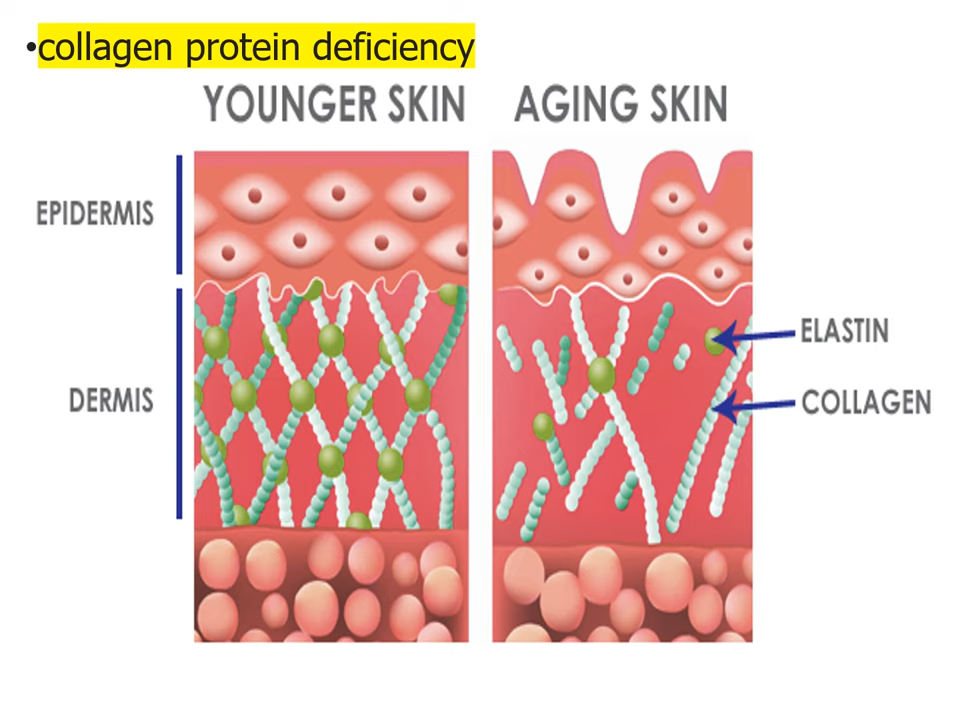 •collagen protein deficiency
YOUNGER SKIN
AGING SKIN
EPIDERMIS
DERMIS
ELASTIN
COLLAGEN